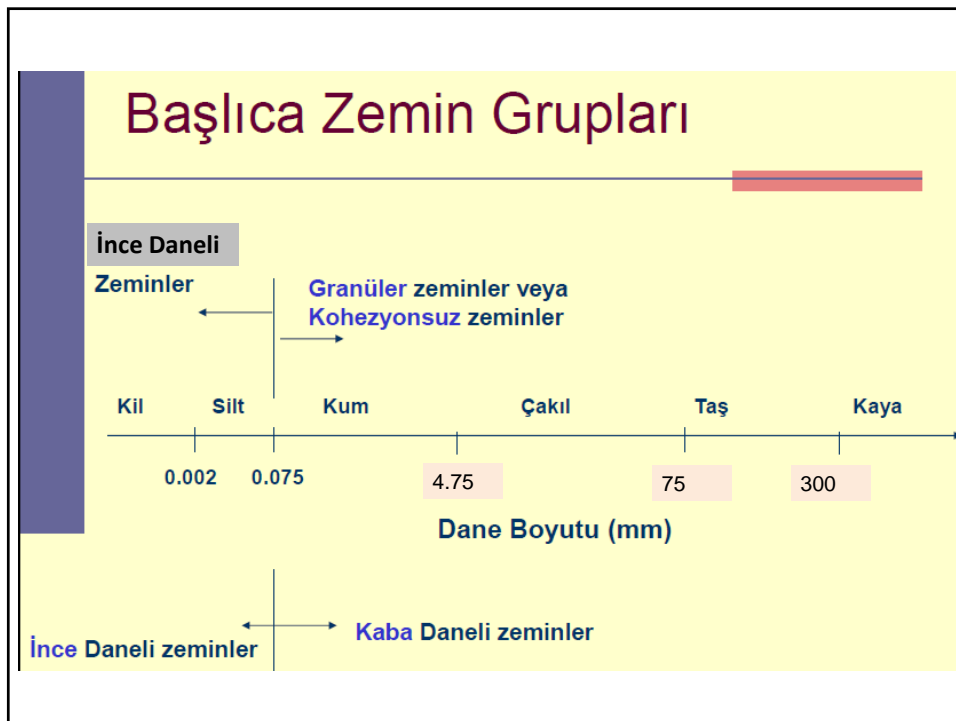 Başlıca Zemin Grupları
İnce Daneli
Zeminler
Granüler zeminler veya
Kohezyonsuz zeminler
Kil Silt Kum Çakıl Taş Kaya
0.002 0.075 4.75 75 300
Dane Boyutu (mm)
Kaba Daneli zeminler
İnce Daneli zeminler